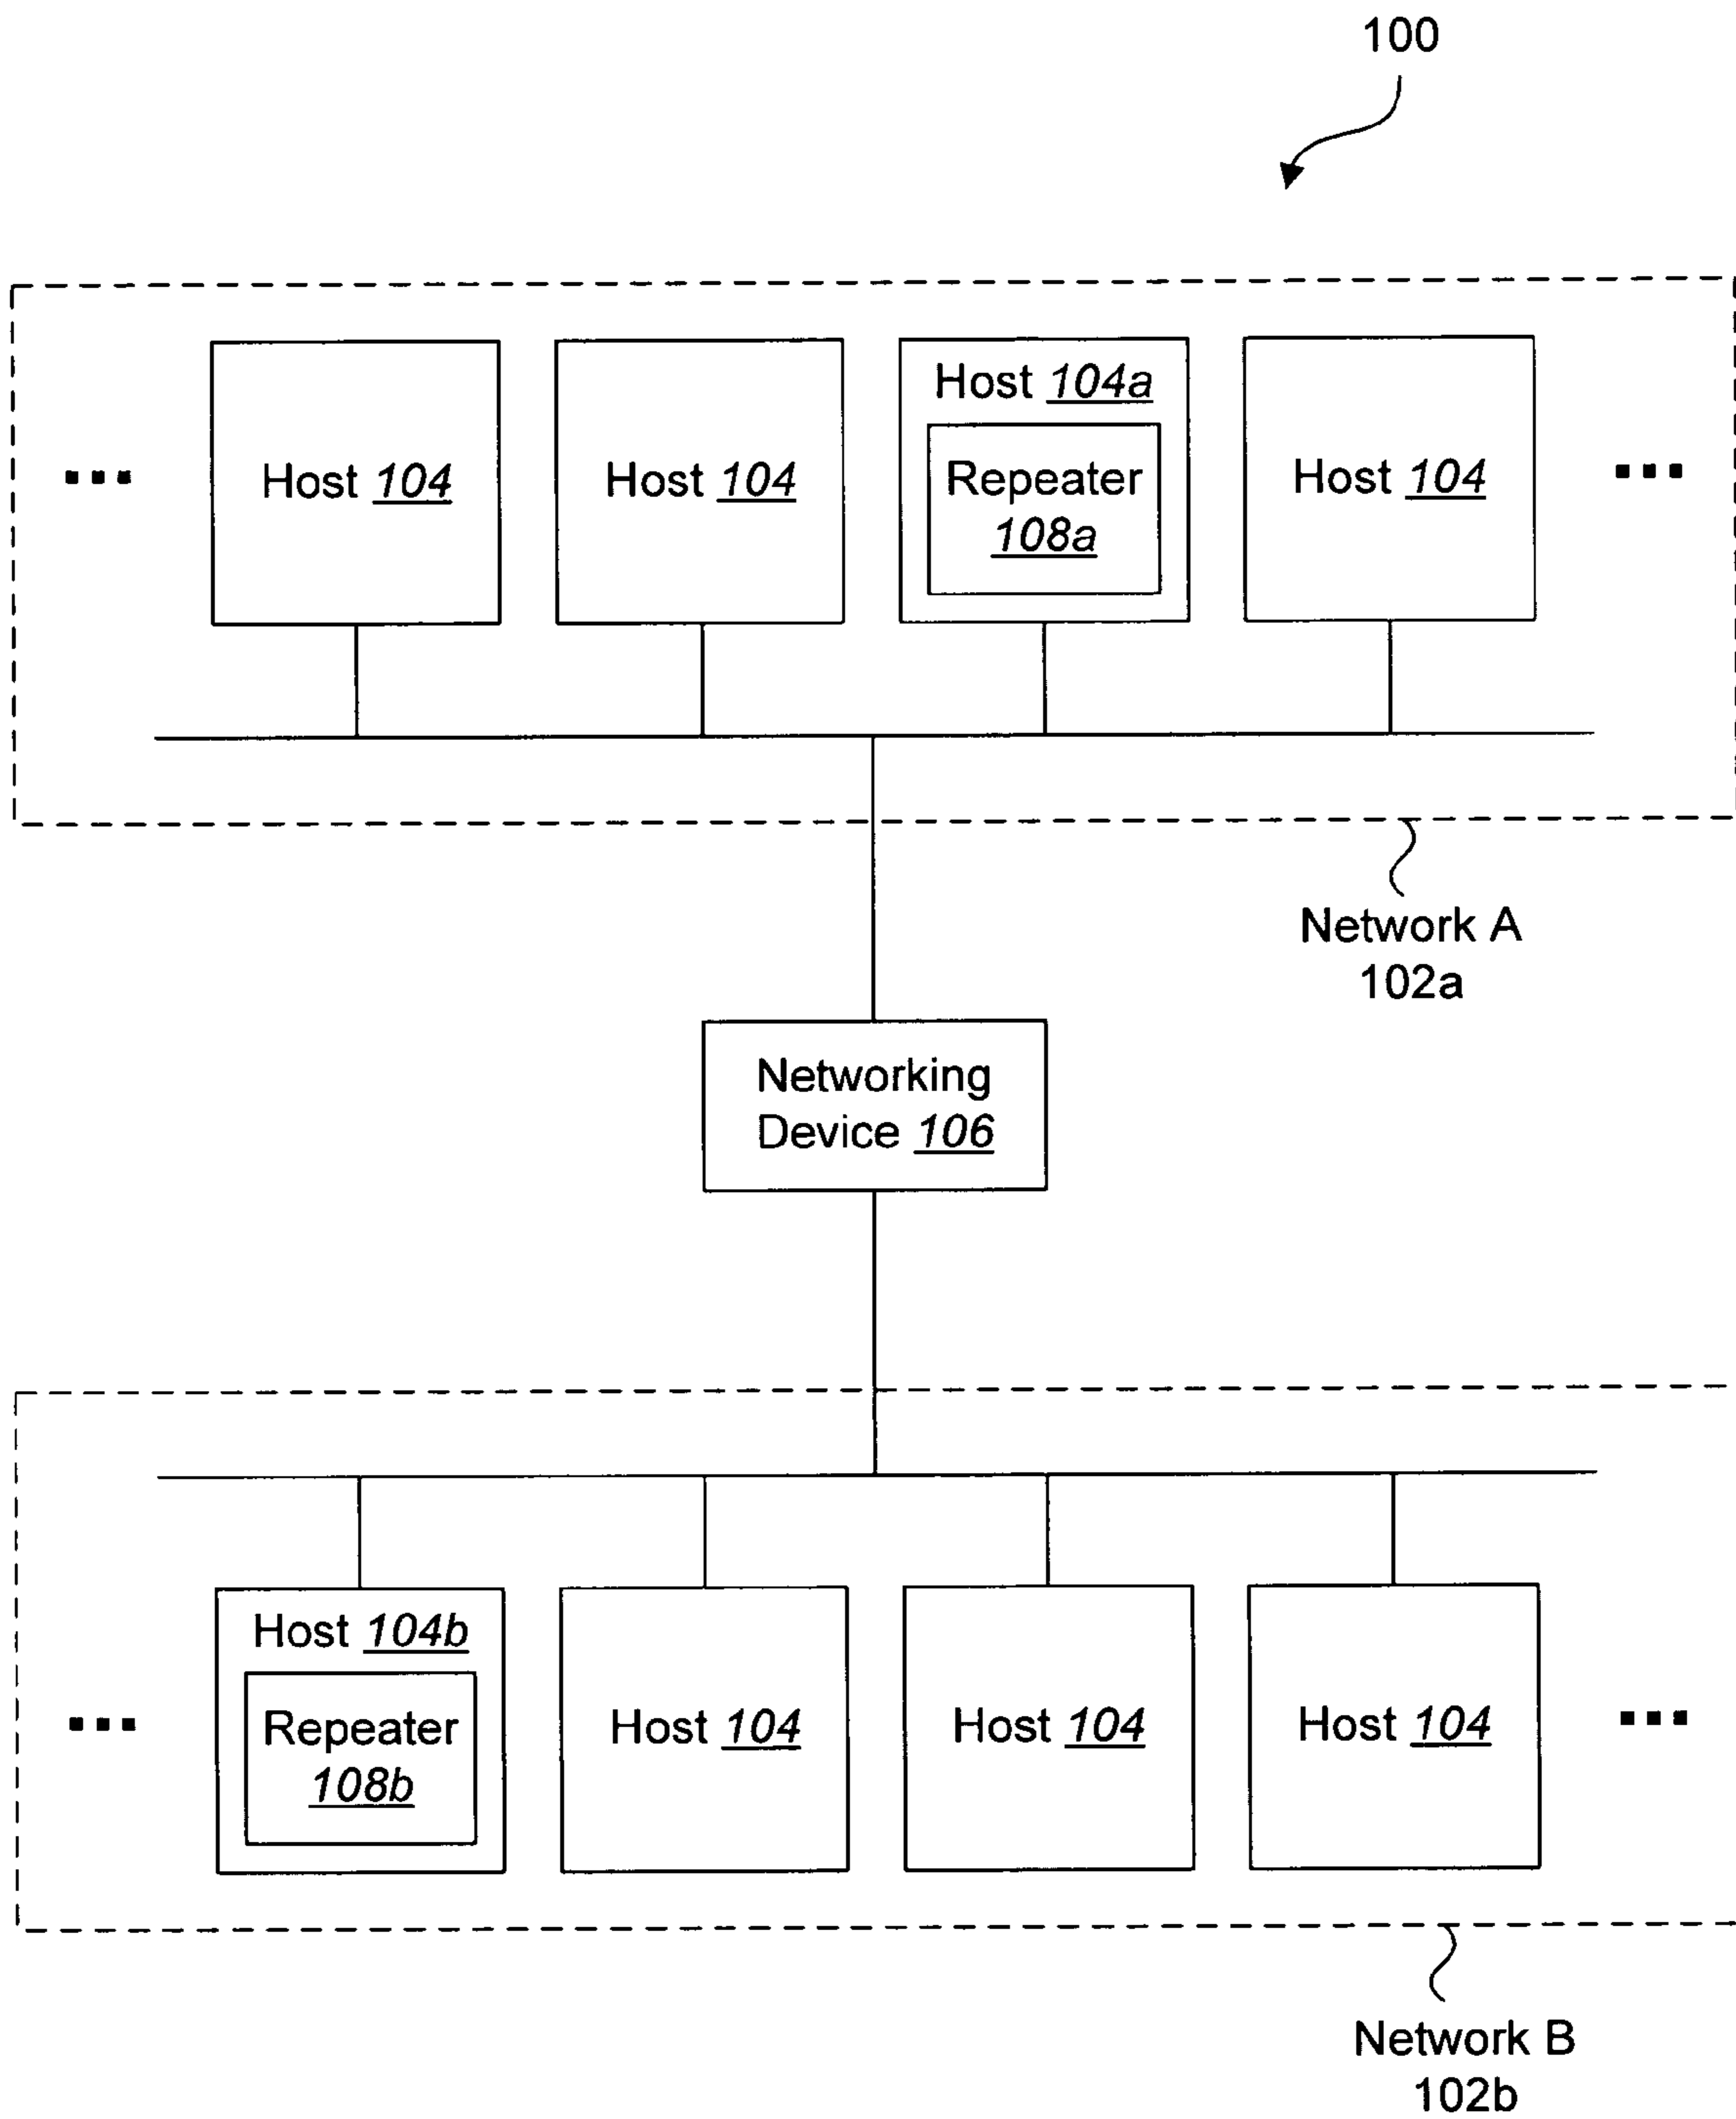 100
Host 104
Host 104
Host 104a
Repeater
108a
Host 104
Network A
102a
Networking
Device 106
Host 104b
Repeater
108b
Host 104
Host 104
Host 104
Network B
102b